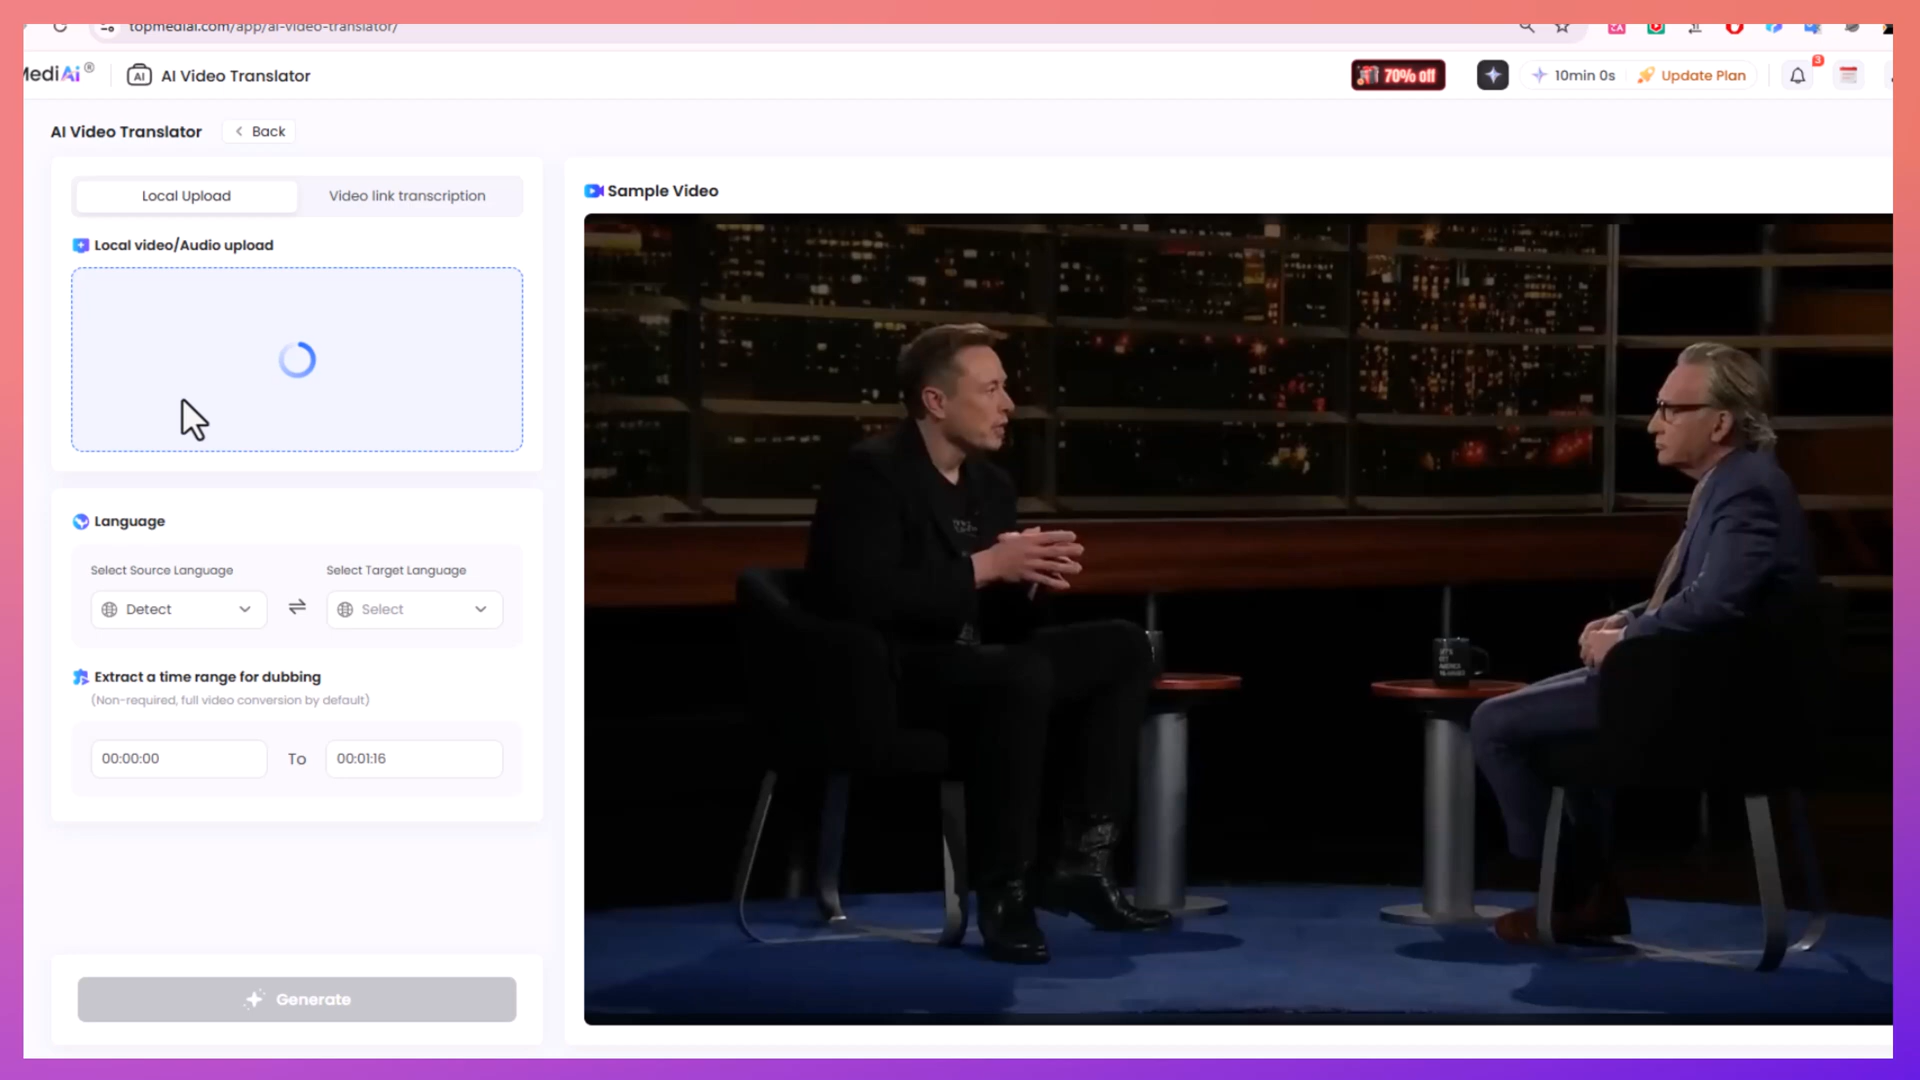 topmediai.com/app/ai-video-translator/
MediAi®
AI
AI Video Translator
70% off
10min 0s
Update Plan
3
AI Video Translator
Back
Local Upload
Video link transcription
Local video/Audio upload
Language
Select Source Language
Select Target Language
Detect
Select
Extract a time range for dubbing
(Non-required, full video conversion by default)
00:00:00
To
00:01:16
Generate
Sample Video